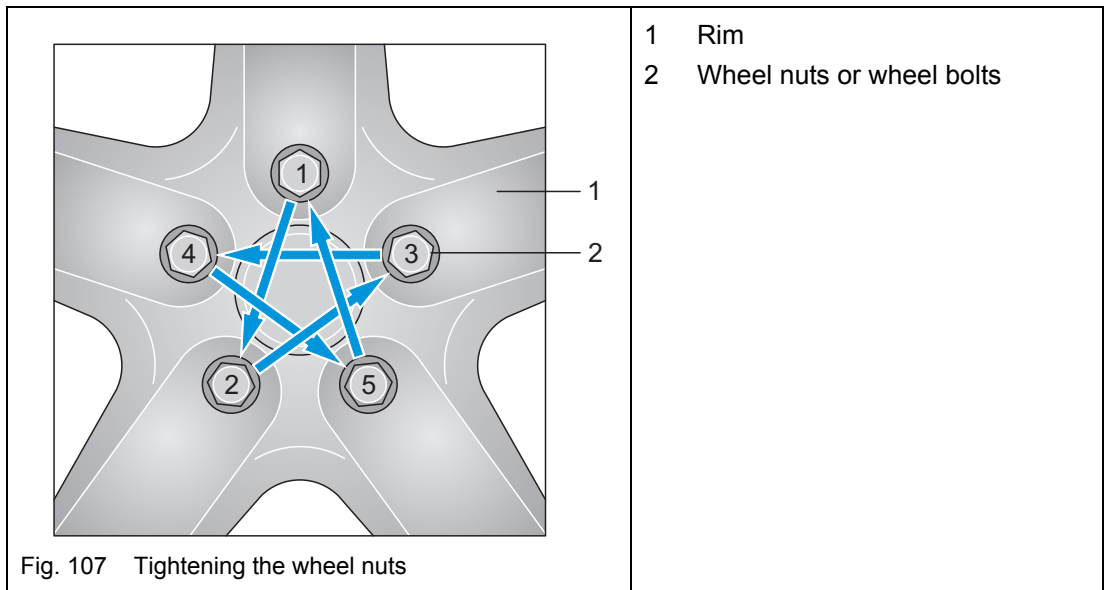 1 Rim
2 Wheel nuts or wheel bolts
1
4
3
2
5
1
2
Fig. 107 Tightening the wheel nuts